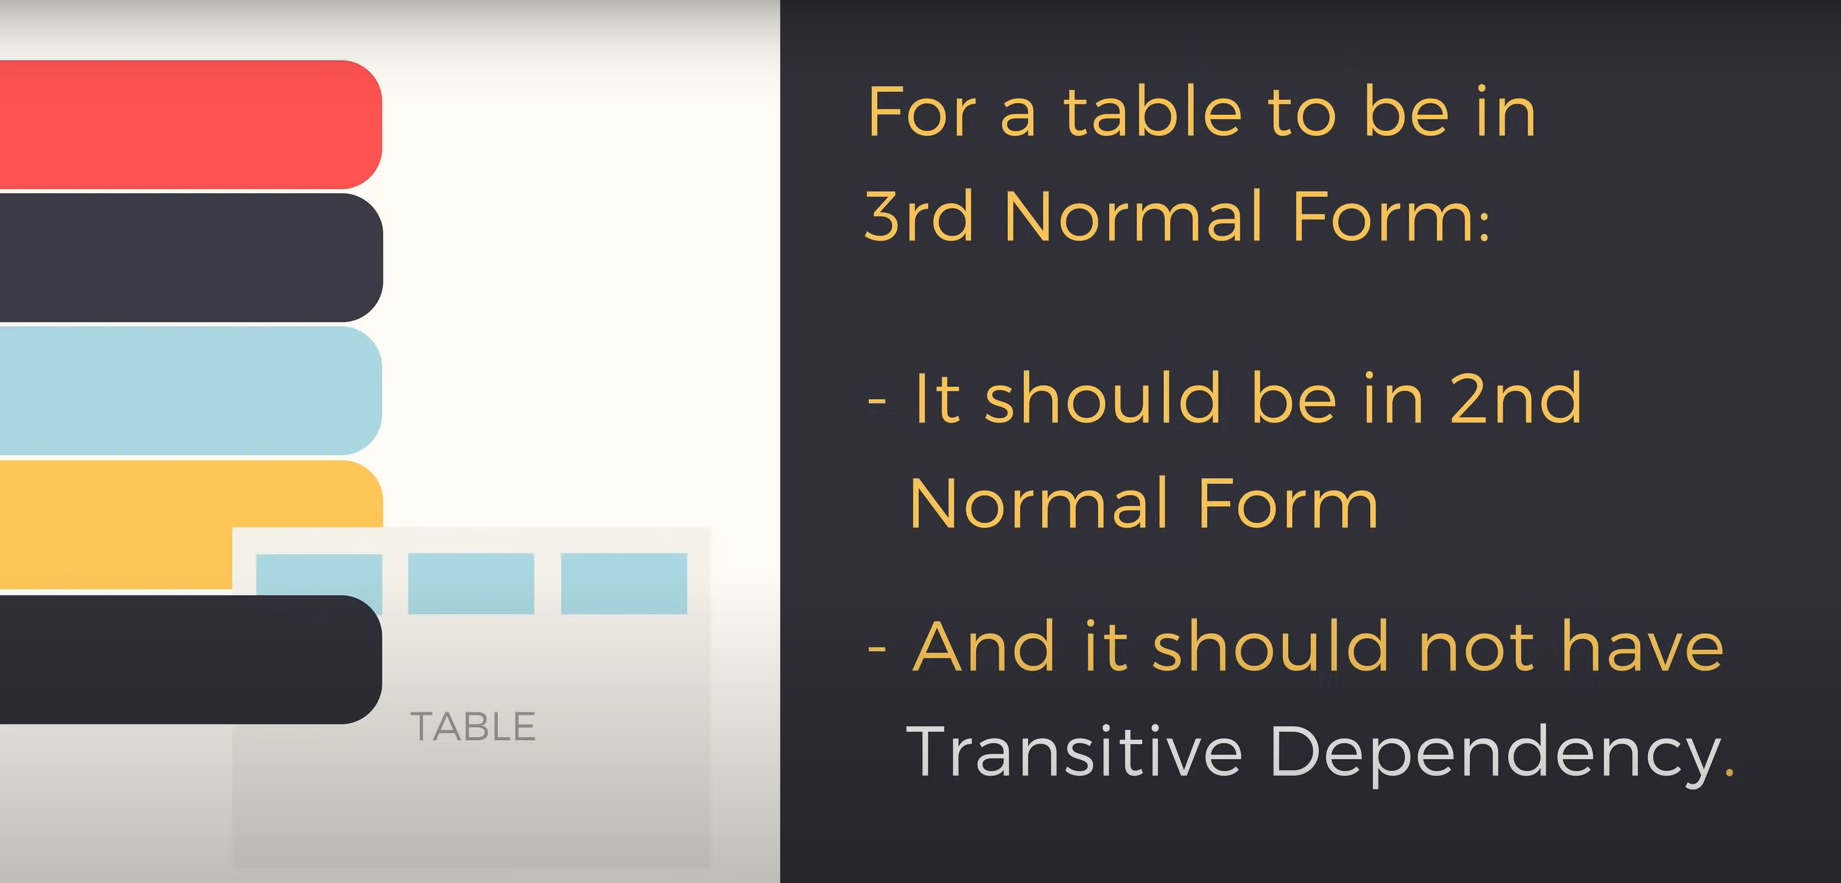 For a table to be in
3rd Normal Form:
- It should be in 2nd
Normal Form
- And it should not have
Transitive Dependency.
TABLE